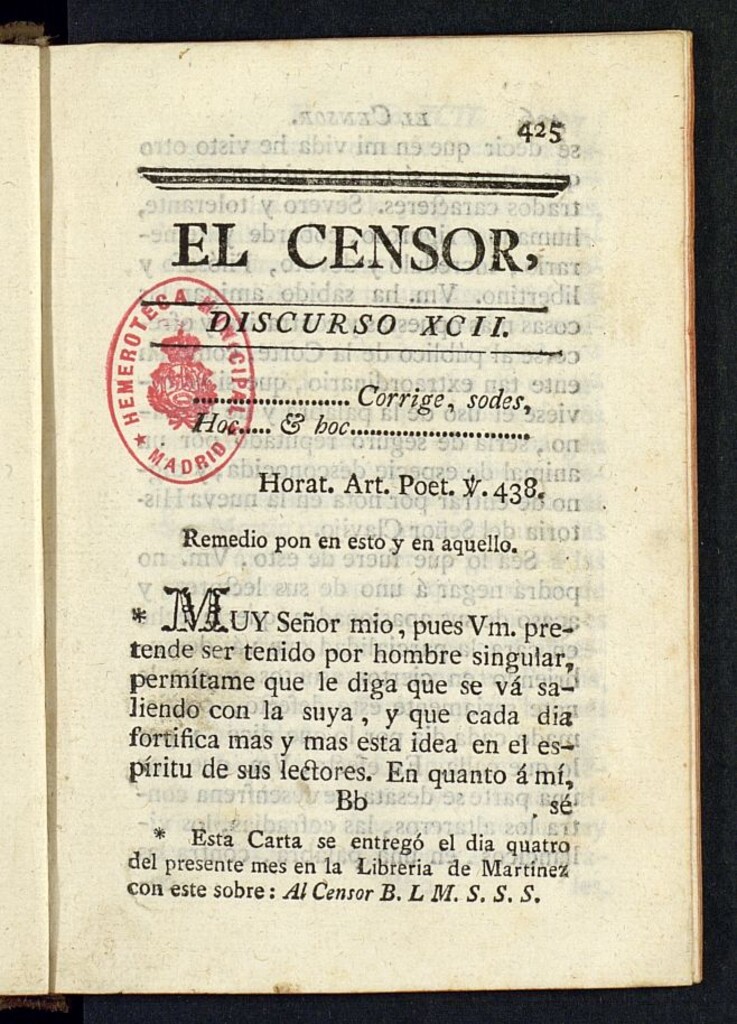 425
EL CENSOR,
DISCURSO XCII.
HEMEROTECA MUNICIPAL
★ MADRID ★
........................ Corrige, sodes,
Hoc..... & hoc...........................
Horat. Art. Poet. ℣. 438.
Remedio pon en esto y en aquello.
* MUY Señor mio, pues Vm. pre-
tende ser tenido por hombre singular,
permítame que le diga que se vá sa-
liendo con la suya, y que cada dia
fortifica mas y mas esta idea en el es-
píritu de sus lectores. En quanto á mí,
Bb sé
* Esta Carta se entregó el dia quatro
del presente mes en la Libreria de Martinez
con este sobre: Al Censor B. L M. S. S. S.